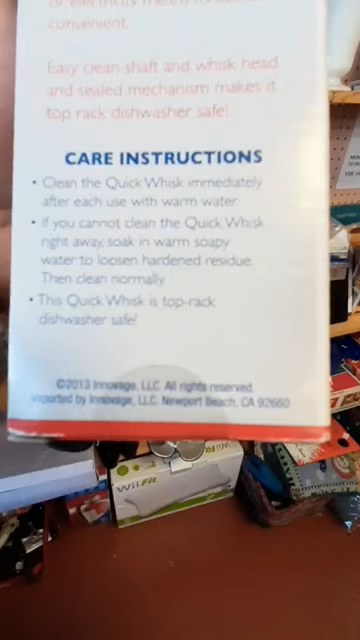 convenient.
Easy clean shaft and whisk head
and sealed mechanism makes it
top rack dishwasher safe!
CARE INSTRUCTIONS
• Clean the Quick Whisk immediately
after each use with warm water.
• If you cannot clean the Quick Whisk
right away, soak in warm soapy
water to loosen hardened residue.
Then clean normally.
• This Quick Whisk is top-rack
dishwasher safe!
©2013 Innovage, LLC. All rights reserved.
Imported by Innovage, LLC. Newport Beach, CA 92660
WiiFit
WiiFit